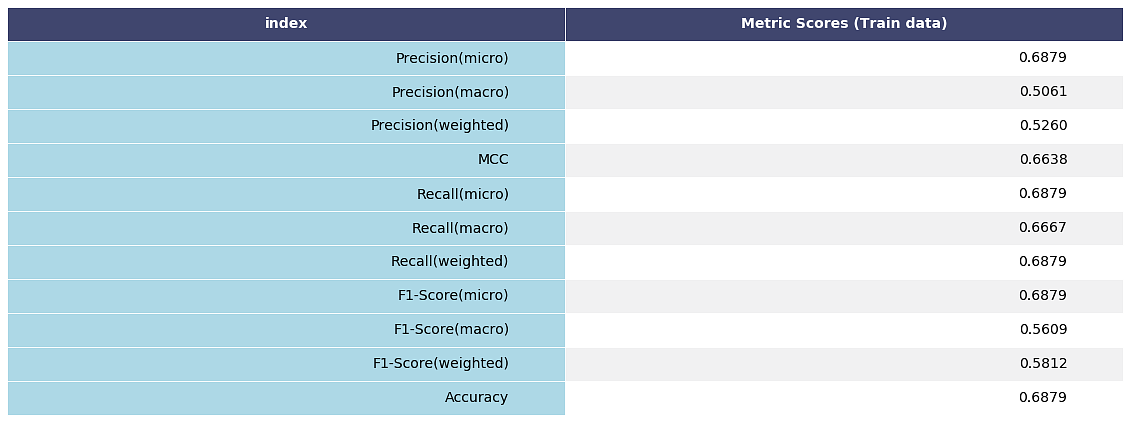 index Metric Scores (Train data)
Precision(micro) 0.6879
Precision(macro) 0.5061
Precision(weighted) 0.5260
MCC 0.6638
Recall(micro) 0.6879
Recall(macro) 0.6667
Recall(weighted) 0.6879
F1-Score(micro) 0.6879
F1-Score(macro) 0.5609
F1-Score(weighted) 0.5812
Accuracy 0.6879